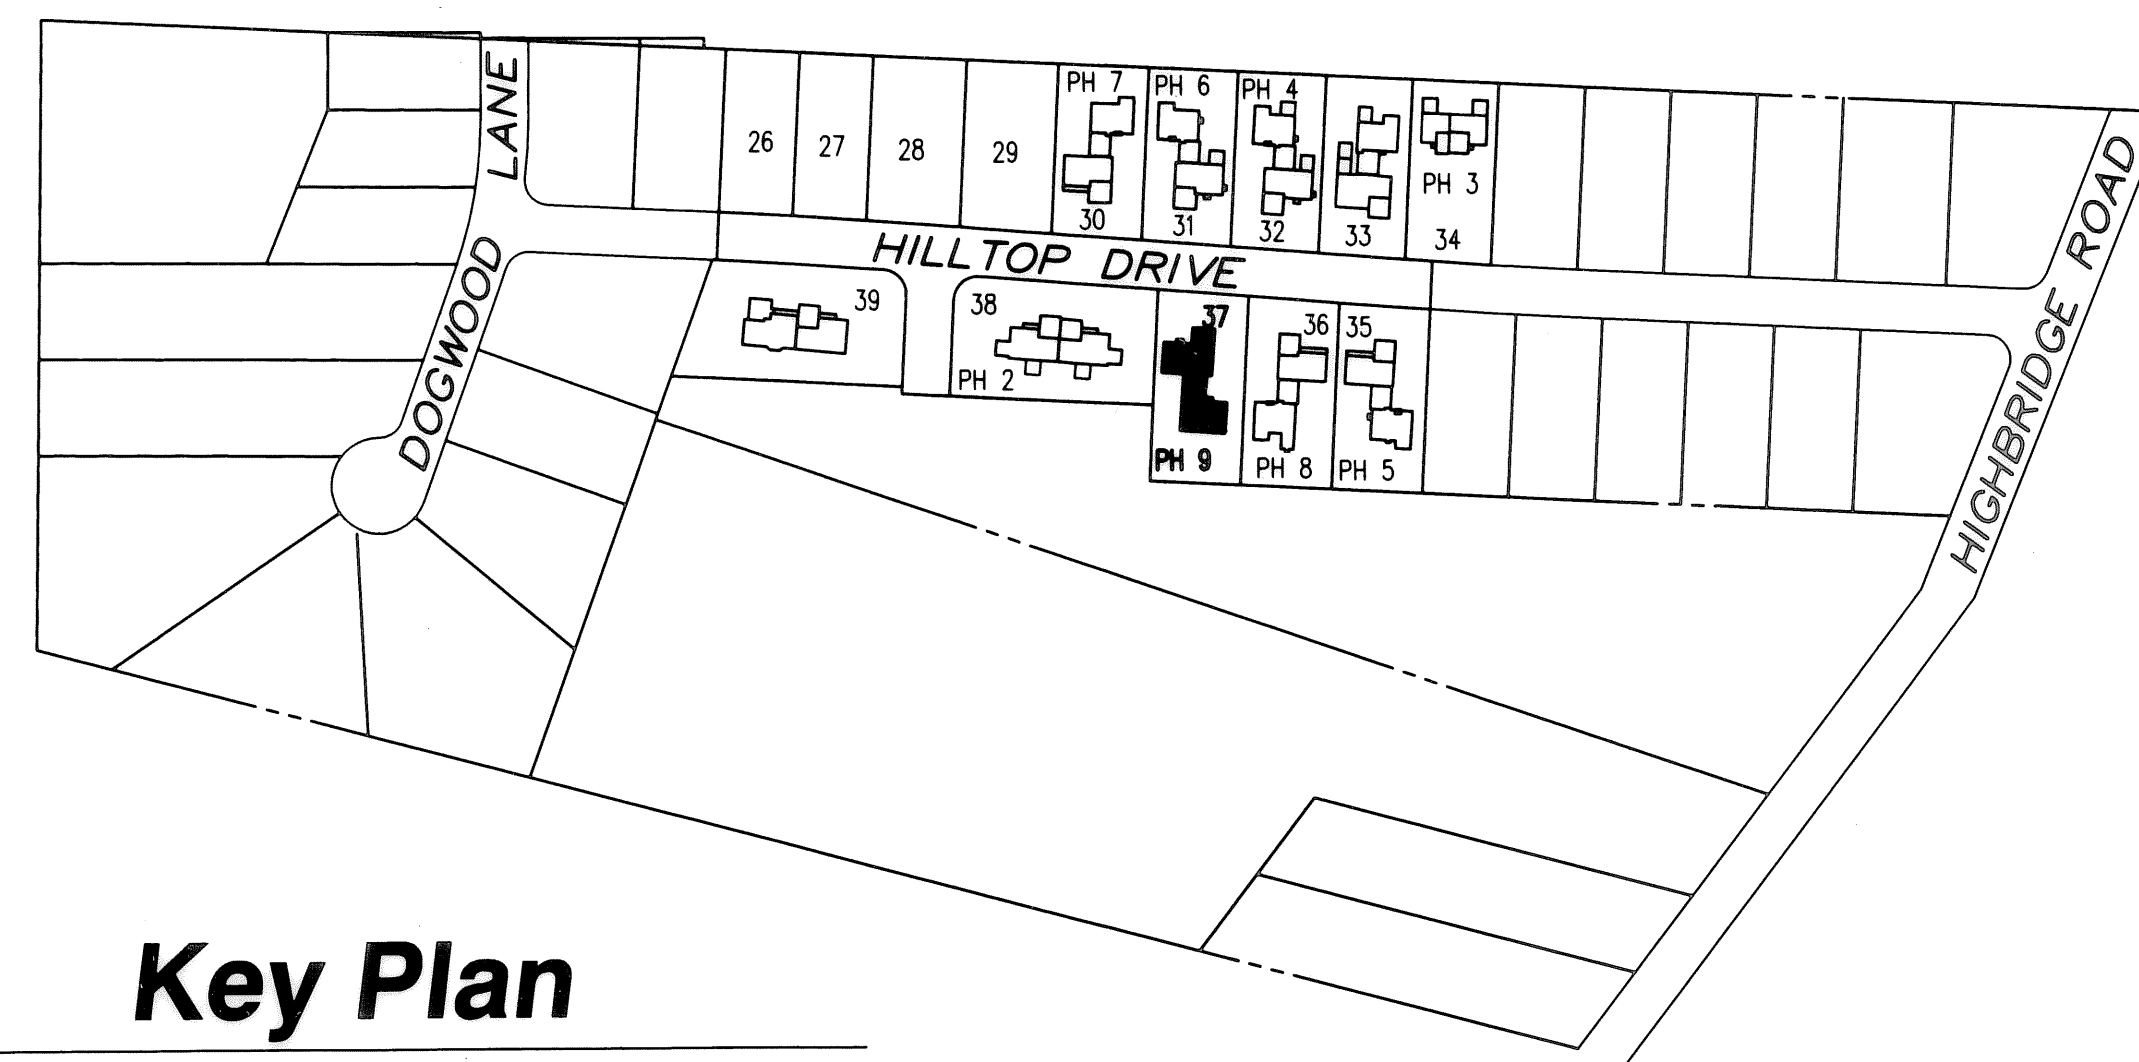 DOGWOOD LANE
PH 7
PH 6
PH 4
26
27
28
29
30
31
32
33
PH 3
34
HILLTOP DRIVE
HIGHBRIDGE ROAD
39
38
PH 2
37
PH 9
36
PH 8
35
PH 5
Key Plan